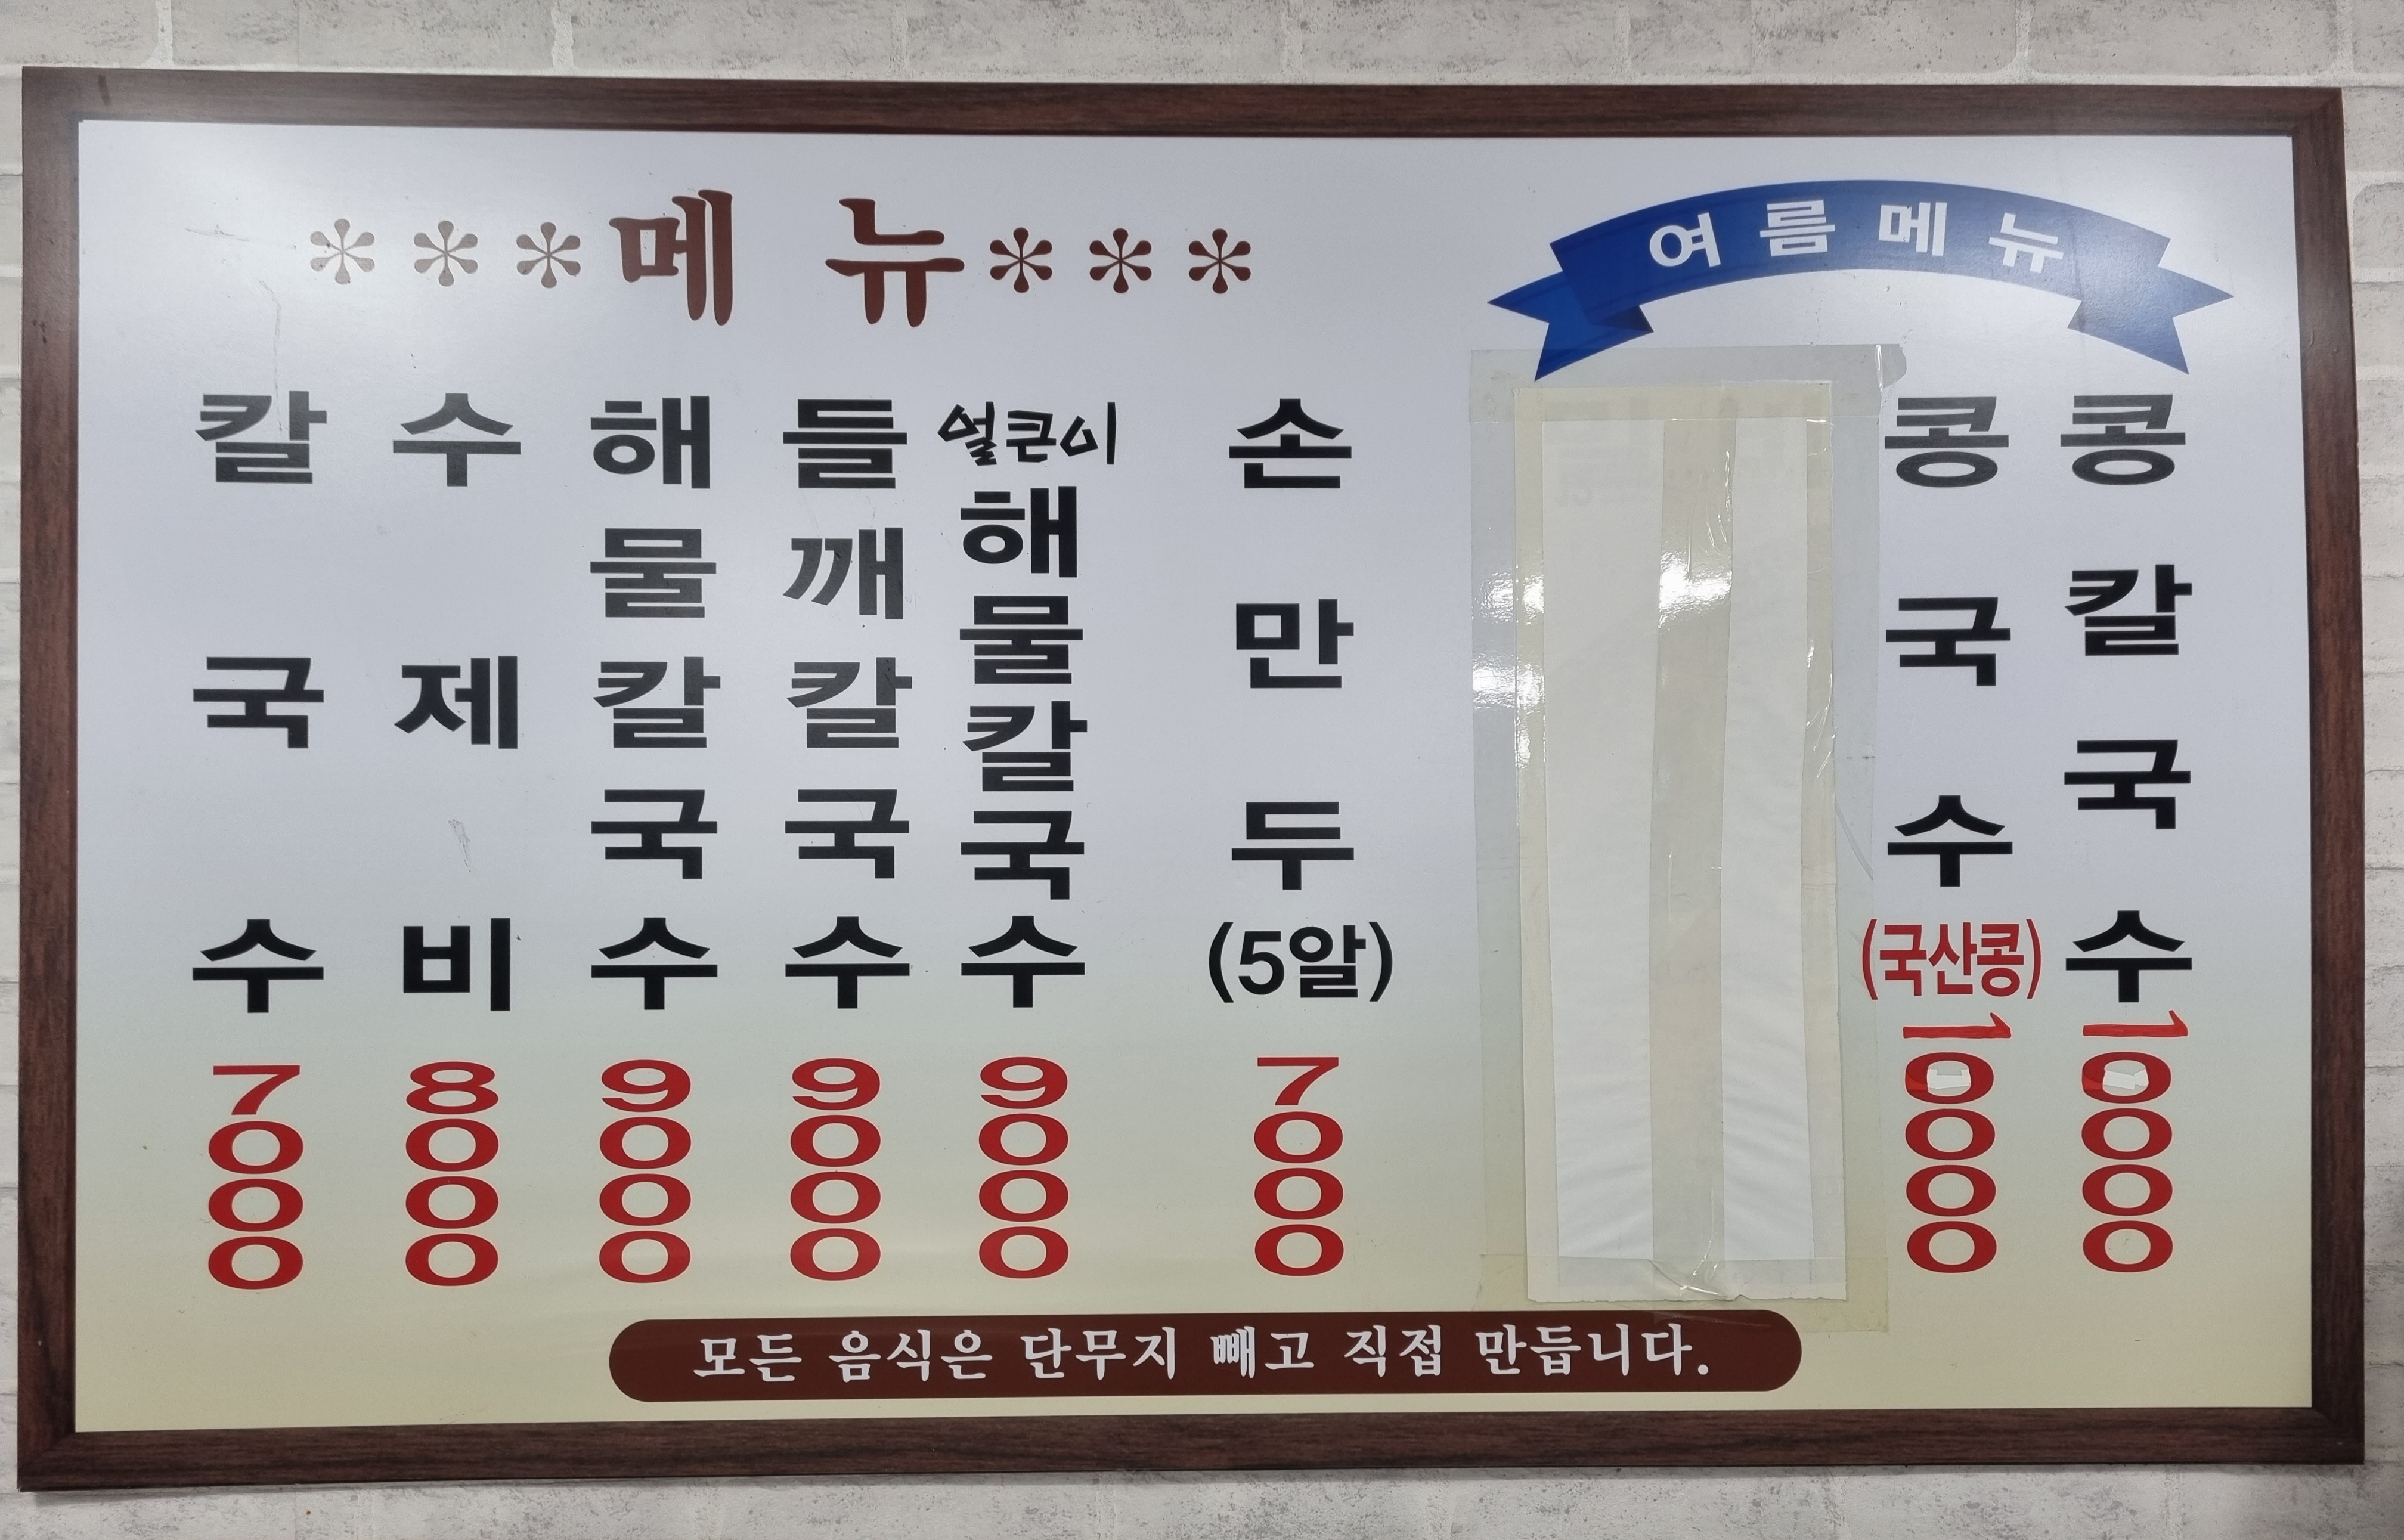 ***메 뉴***
칼국수 7000
수제비 8000
해물칼국수 9000
들깨칼국수 9000
얼큰이해물칼국수 9000
손만두(5알) 7000
여름메뉴
콩국수(국산콩) 10000
콩칼국수 10000
모든 음식은 단무지 빼고 직접 만듭니다.